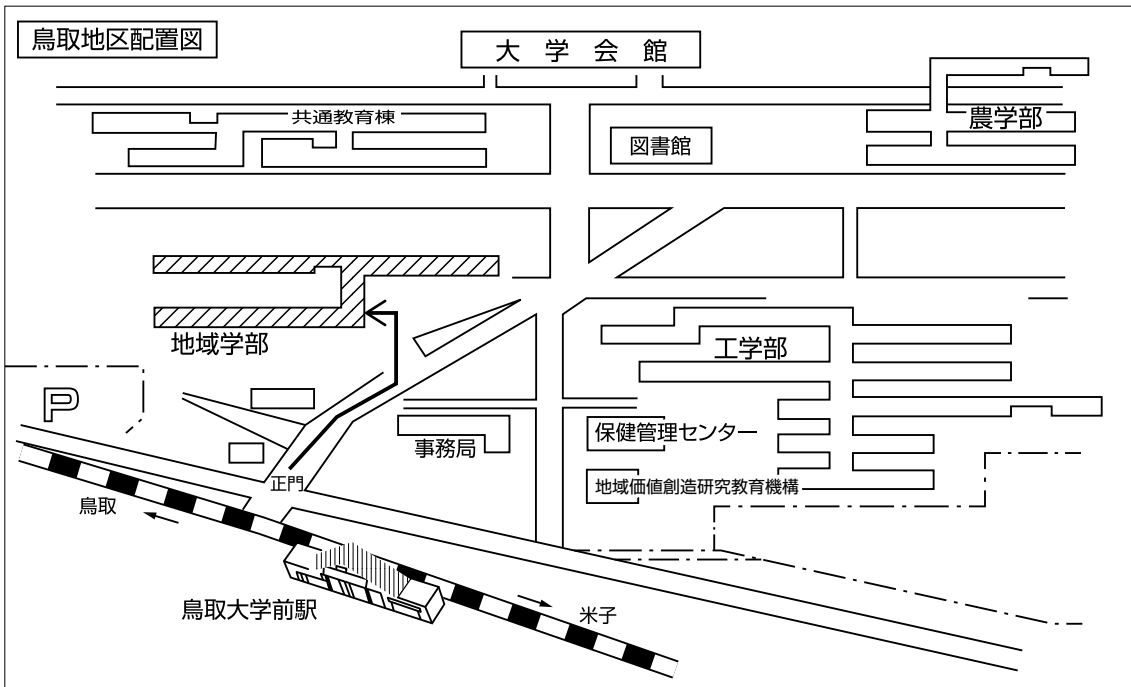 鳥取地区配置図
大学会館
共通教育棟
図書館
農学部
地域学部
工学部
P
事務局
保健管理センター
正門
地域価値創造研究教育機構
鳥取
鳥取大学前駅
米子